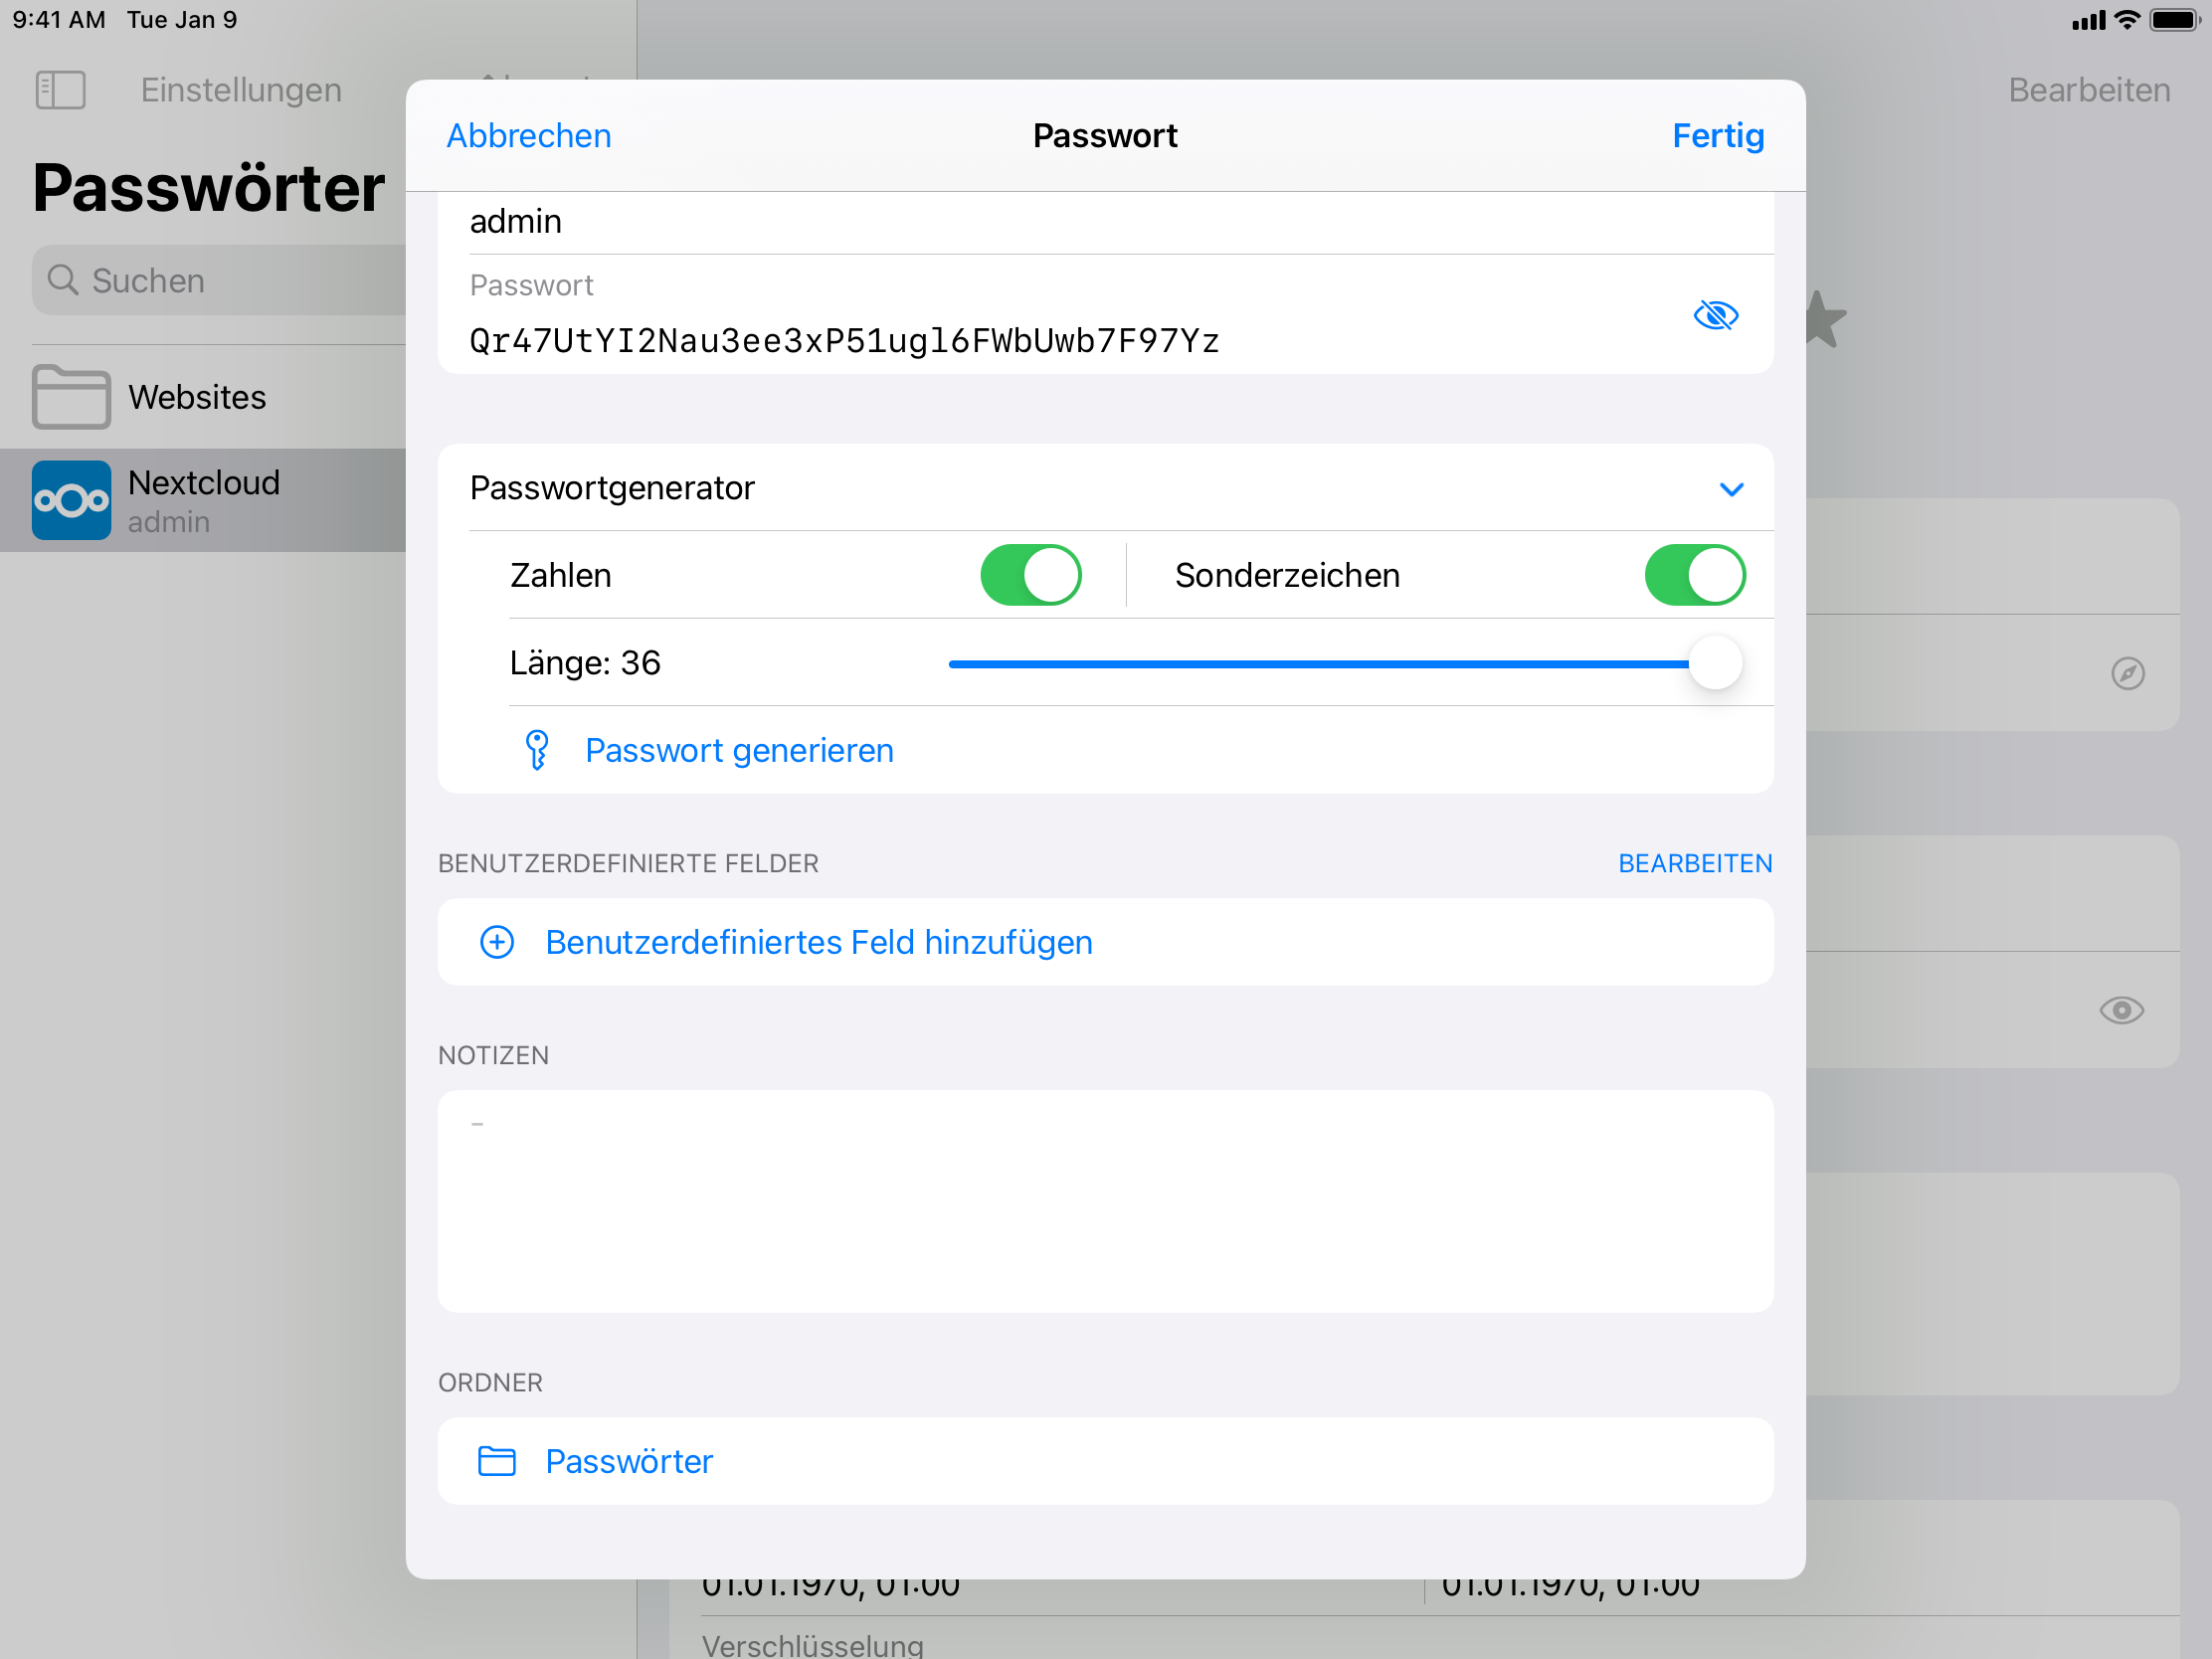 9:41 AM Tue Jan 9
Einstellungen
Bearbeiten
Passwörter
Suchen
Websites
Nextcloud
admin
Abbrechen
Passwort
Fertig
admin
Passwort
Qr47UtYI2Nau3ee3xP51ugl6FWbUwb7F97Yz
Passwortgenerator
Zahlen
Sonderzeichen
Länge: 36
Passwort generieren
BENUTZERDEFINIERTE FELDER
BEARBEITEN
Benutzerdefiniertes Feld hinzufügen
NOTIZEN
-
ORDNER
Passwörter
01.01.1970, 01:00
01.01.1970, 01:00
Verschlüsselung